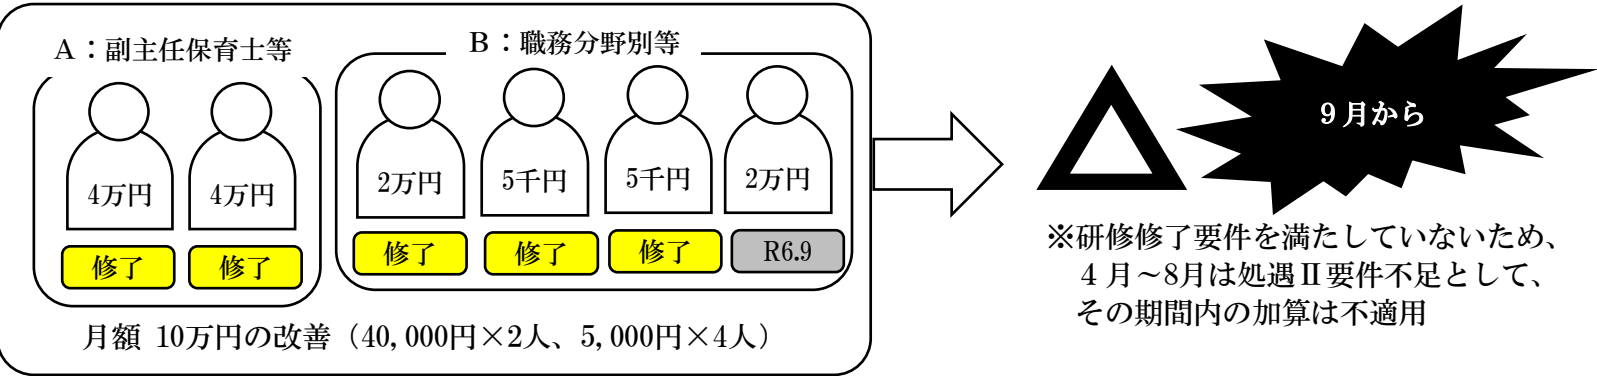 A：副主任保育士等
B：職務分野別等
4万円
4万円
2万円
5千円
5千円
2万円
修了
修了
修了
修了
修了
R6.9
月額 10万円の改善（40,000円×2人、5,000円×4人）
9月から
※研修修了要件を満たしていないため、
4月～8月は処遇Ⅱ要件不足として、
その期間内の加算は不適用